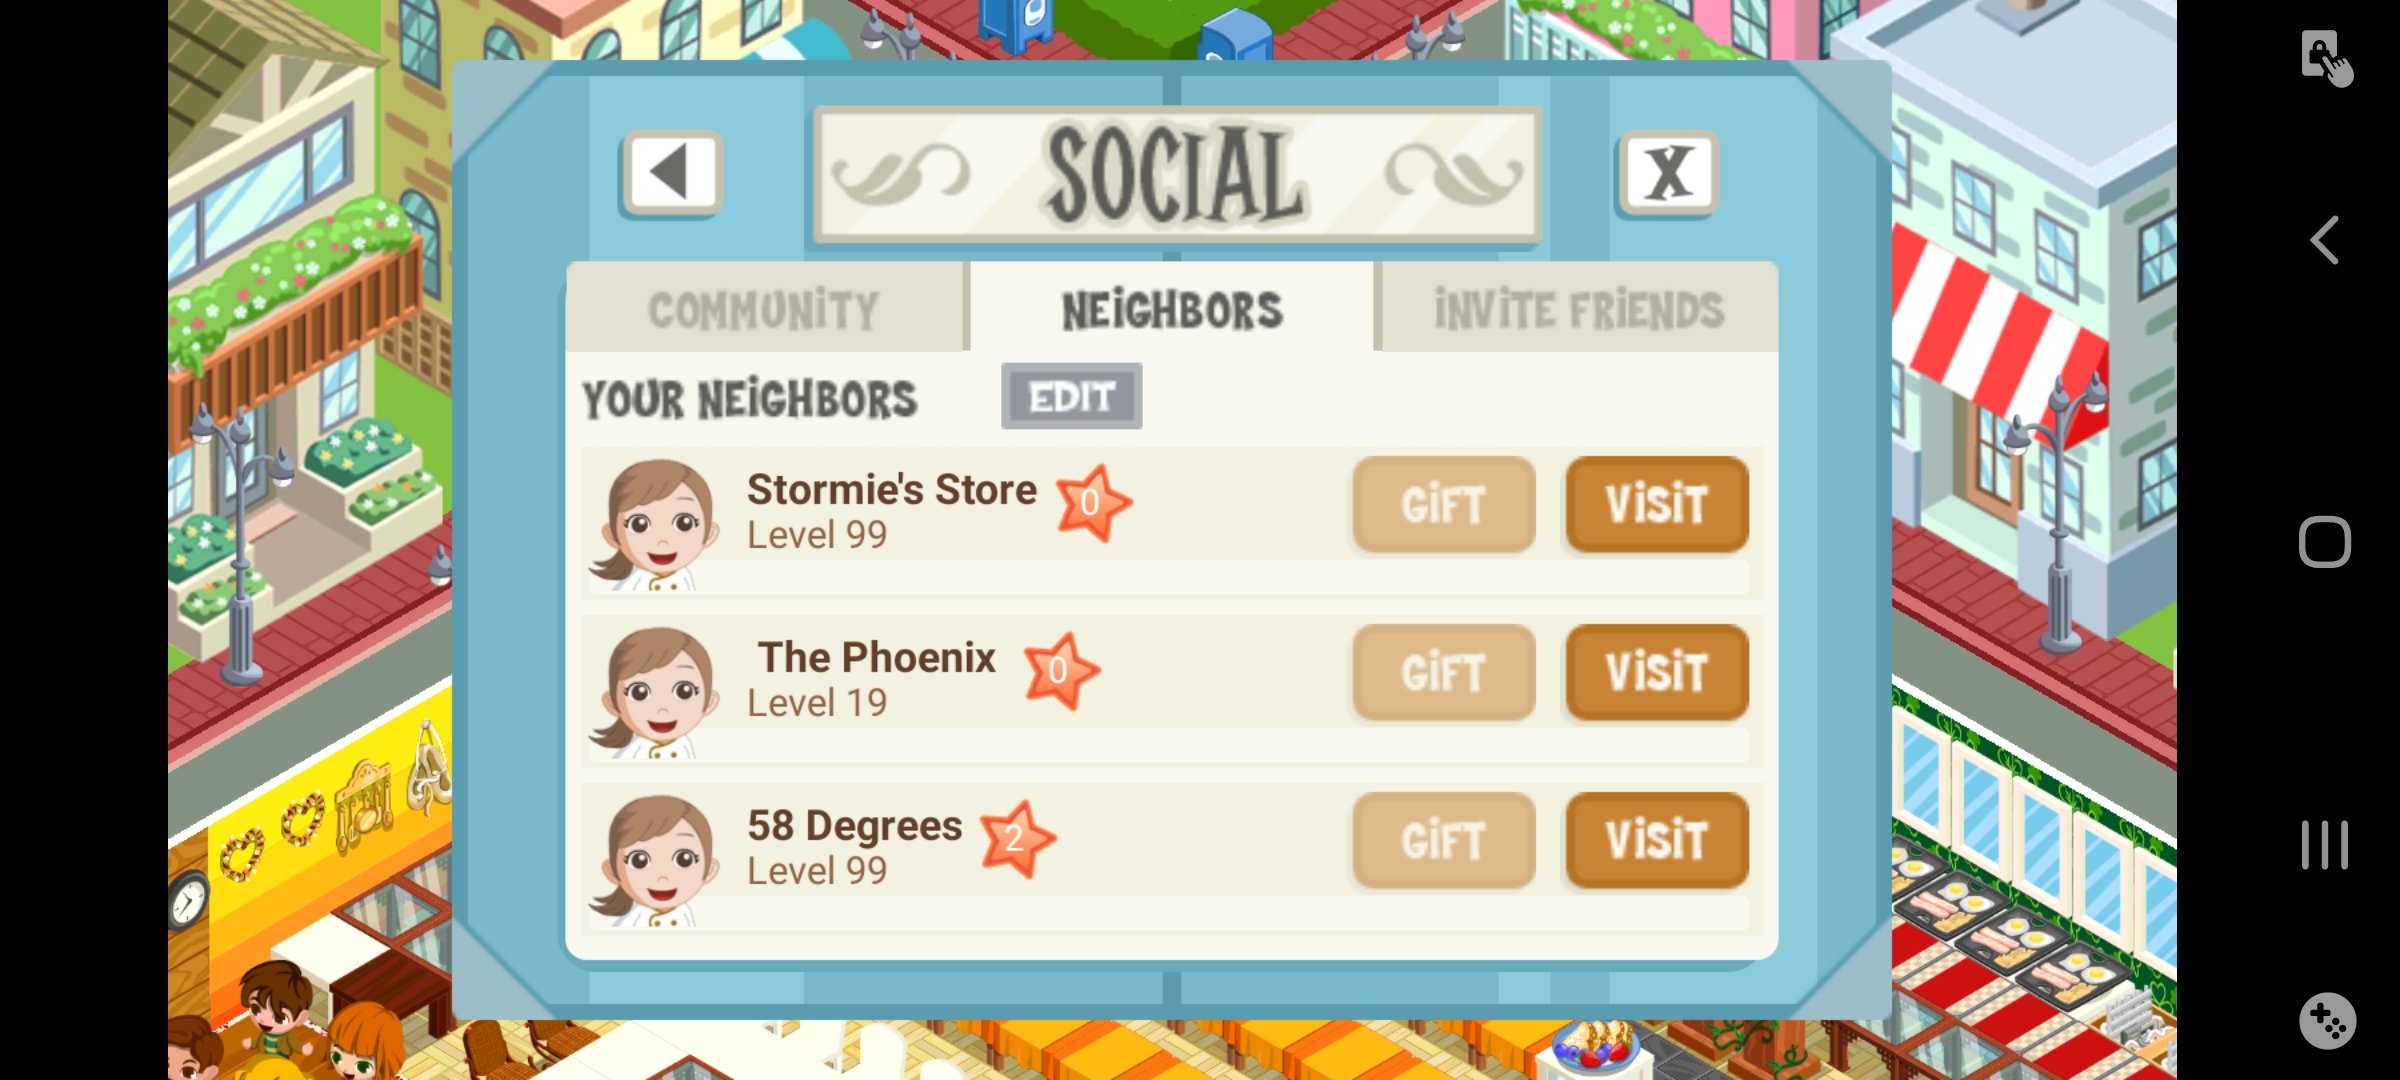 SOCIAL
X
COMMUNITY
NEIGHBORS
INVITE FRIENDS
YOUR NEIGHBORS
EDIT
Stormie's Store
0
Level 99
GIFT
VISIT
The Phoenix
0
Level 19
GIFT
VISIT
58 Degrees
2
Level 99
GIFT
VISIT